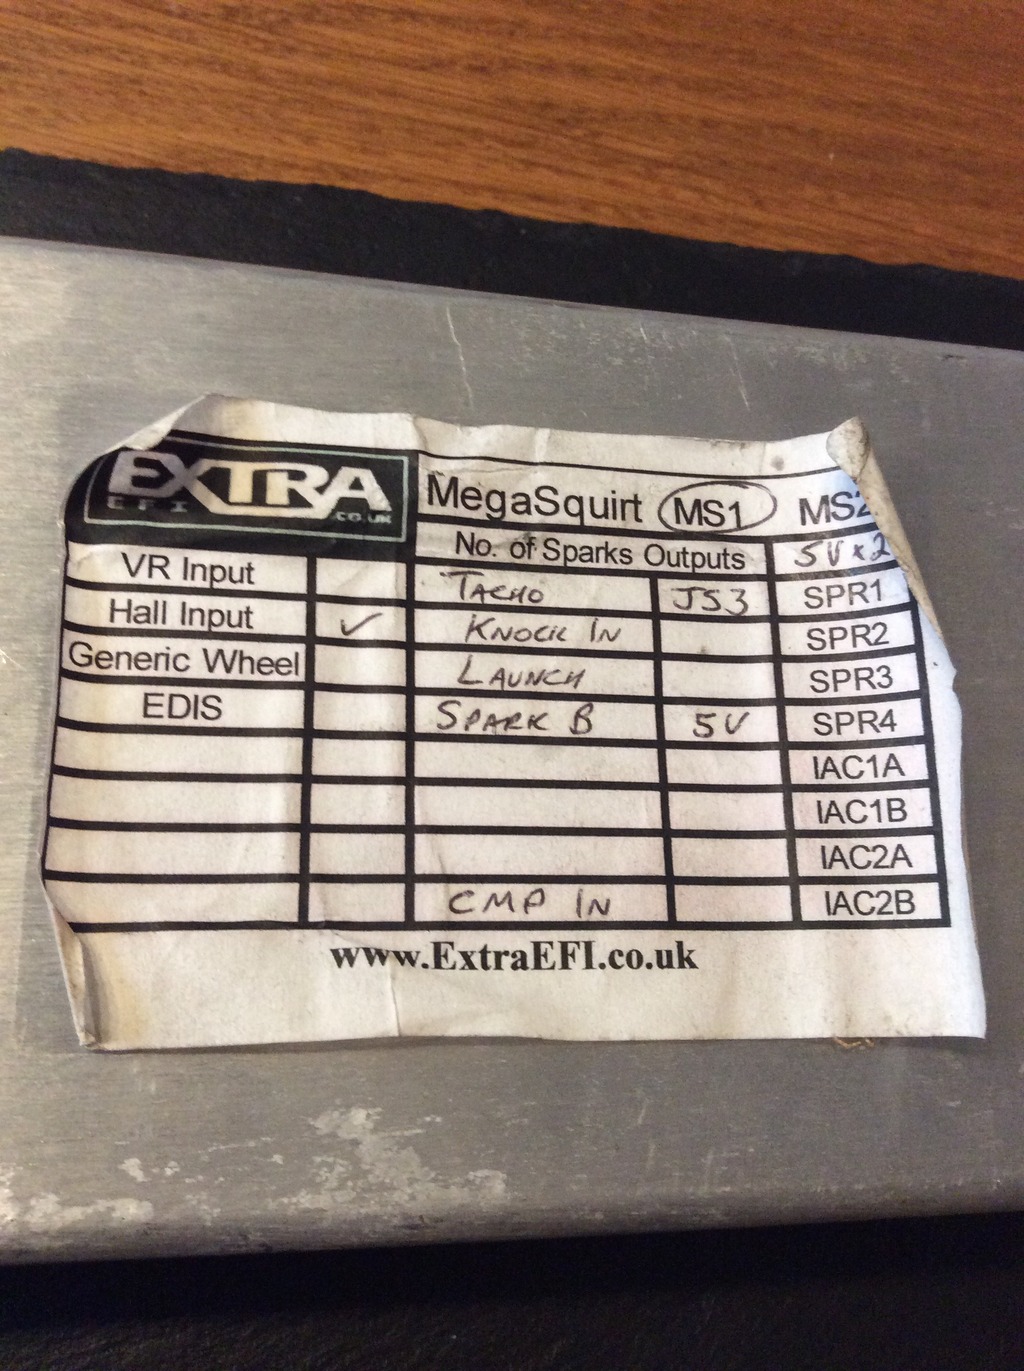 EXTRA
EFI
.CO.UK
MegaSquirt MS1 MS2
No. of Sparks Outputs 5V x 2
VR Input TACHO JS3 SPR1
Hall Input ✓ KNOCK IN SPR2
Generic Wheel LAUNCH SPR3
EDIS SPARK B 5V SPR4
IAC1A
IAC1B
IAC2A
CMP IN IAC2B
www.ExtraEFI.co.uk